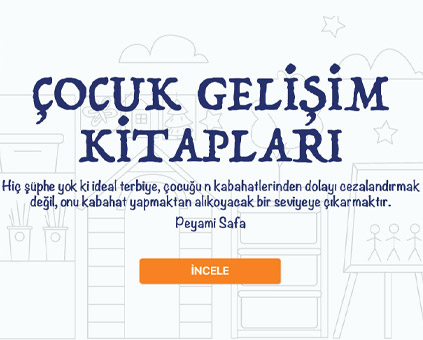 ÇOCUK GELİŞİM
KİTAPLARI
Hiç şüphe yok ki ideal terbiye, çocuğu n kabahatlerinden dolayı cezalandırmak
değil, onu kabahat yapmaktan alıkoyacak bir seviyeye çıkarmaktır.
Peyami Safa
İNCELE